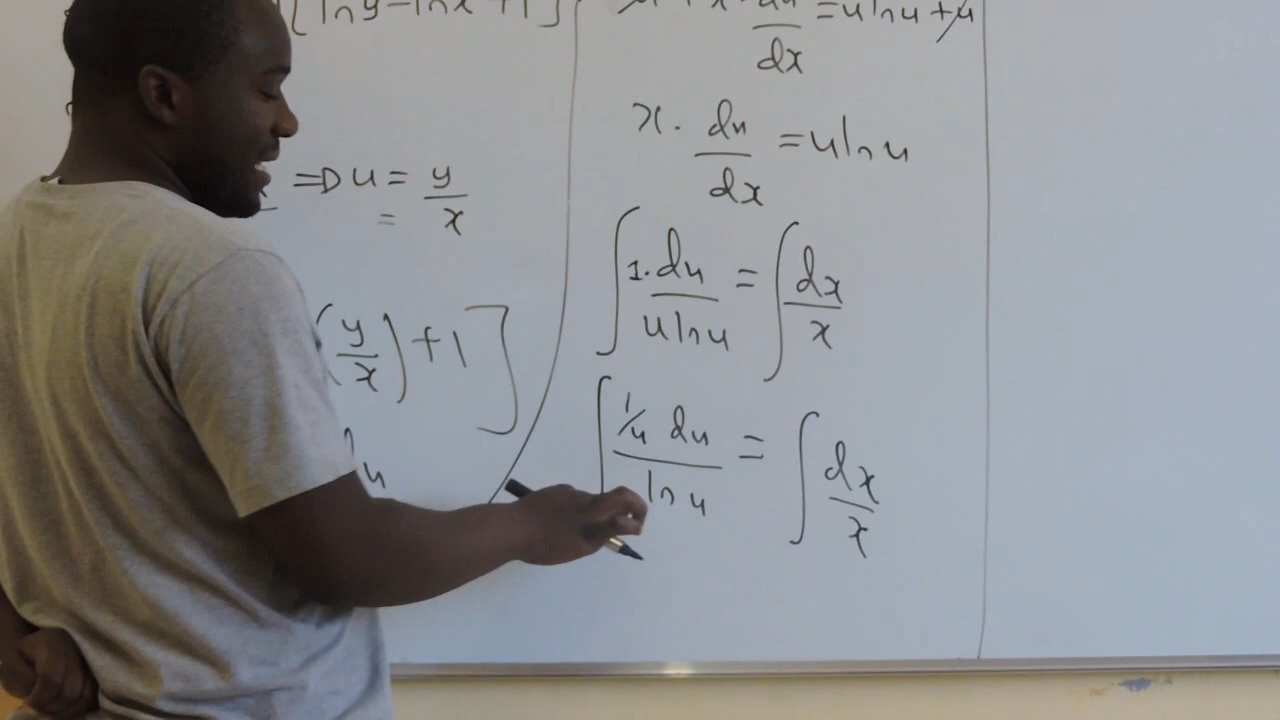 [ln y - ln x + 1]
⇒ u = y/x
=
(y/x) + 1]
u
x · du/dx = u ln u + u
x · du/dx = u ln u
∫ 1·du/u ln u = ∫ dx/x
∫ 1/u du/ln u = ∫ dx/x